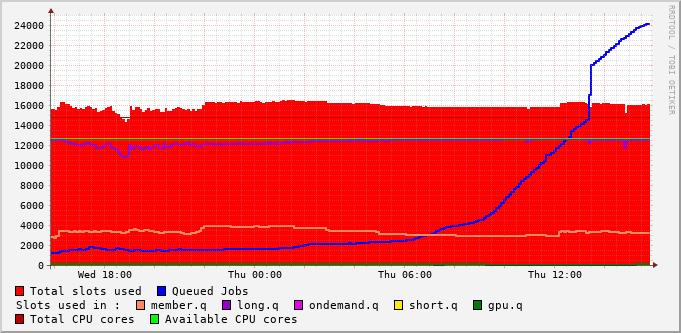 RRDTOOL / TOBI OETIKER
24000
22000
20000
18000
16000
14000
12000
10000
8000
6000
4000
2000
0
Wed 18:00 Thu 00:00 Thu 06:00 Thu 12:00
Total slots used Queued Jobs
Slots used in : member.q long.q ondemand.q short.q gpu.q
Total CPU cores Available CPU cores